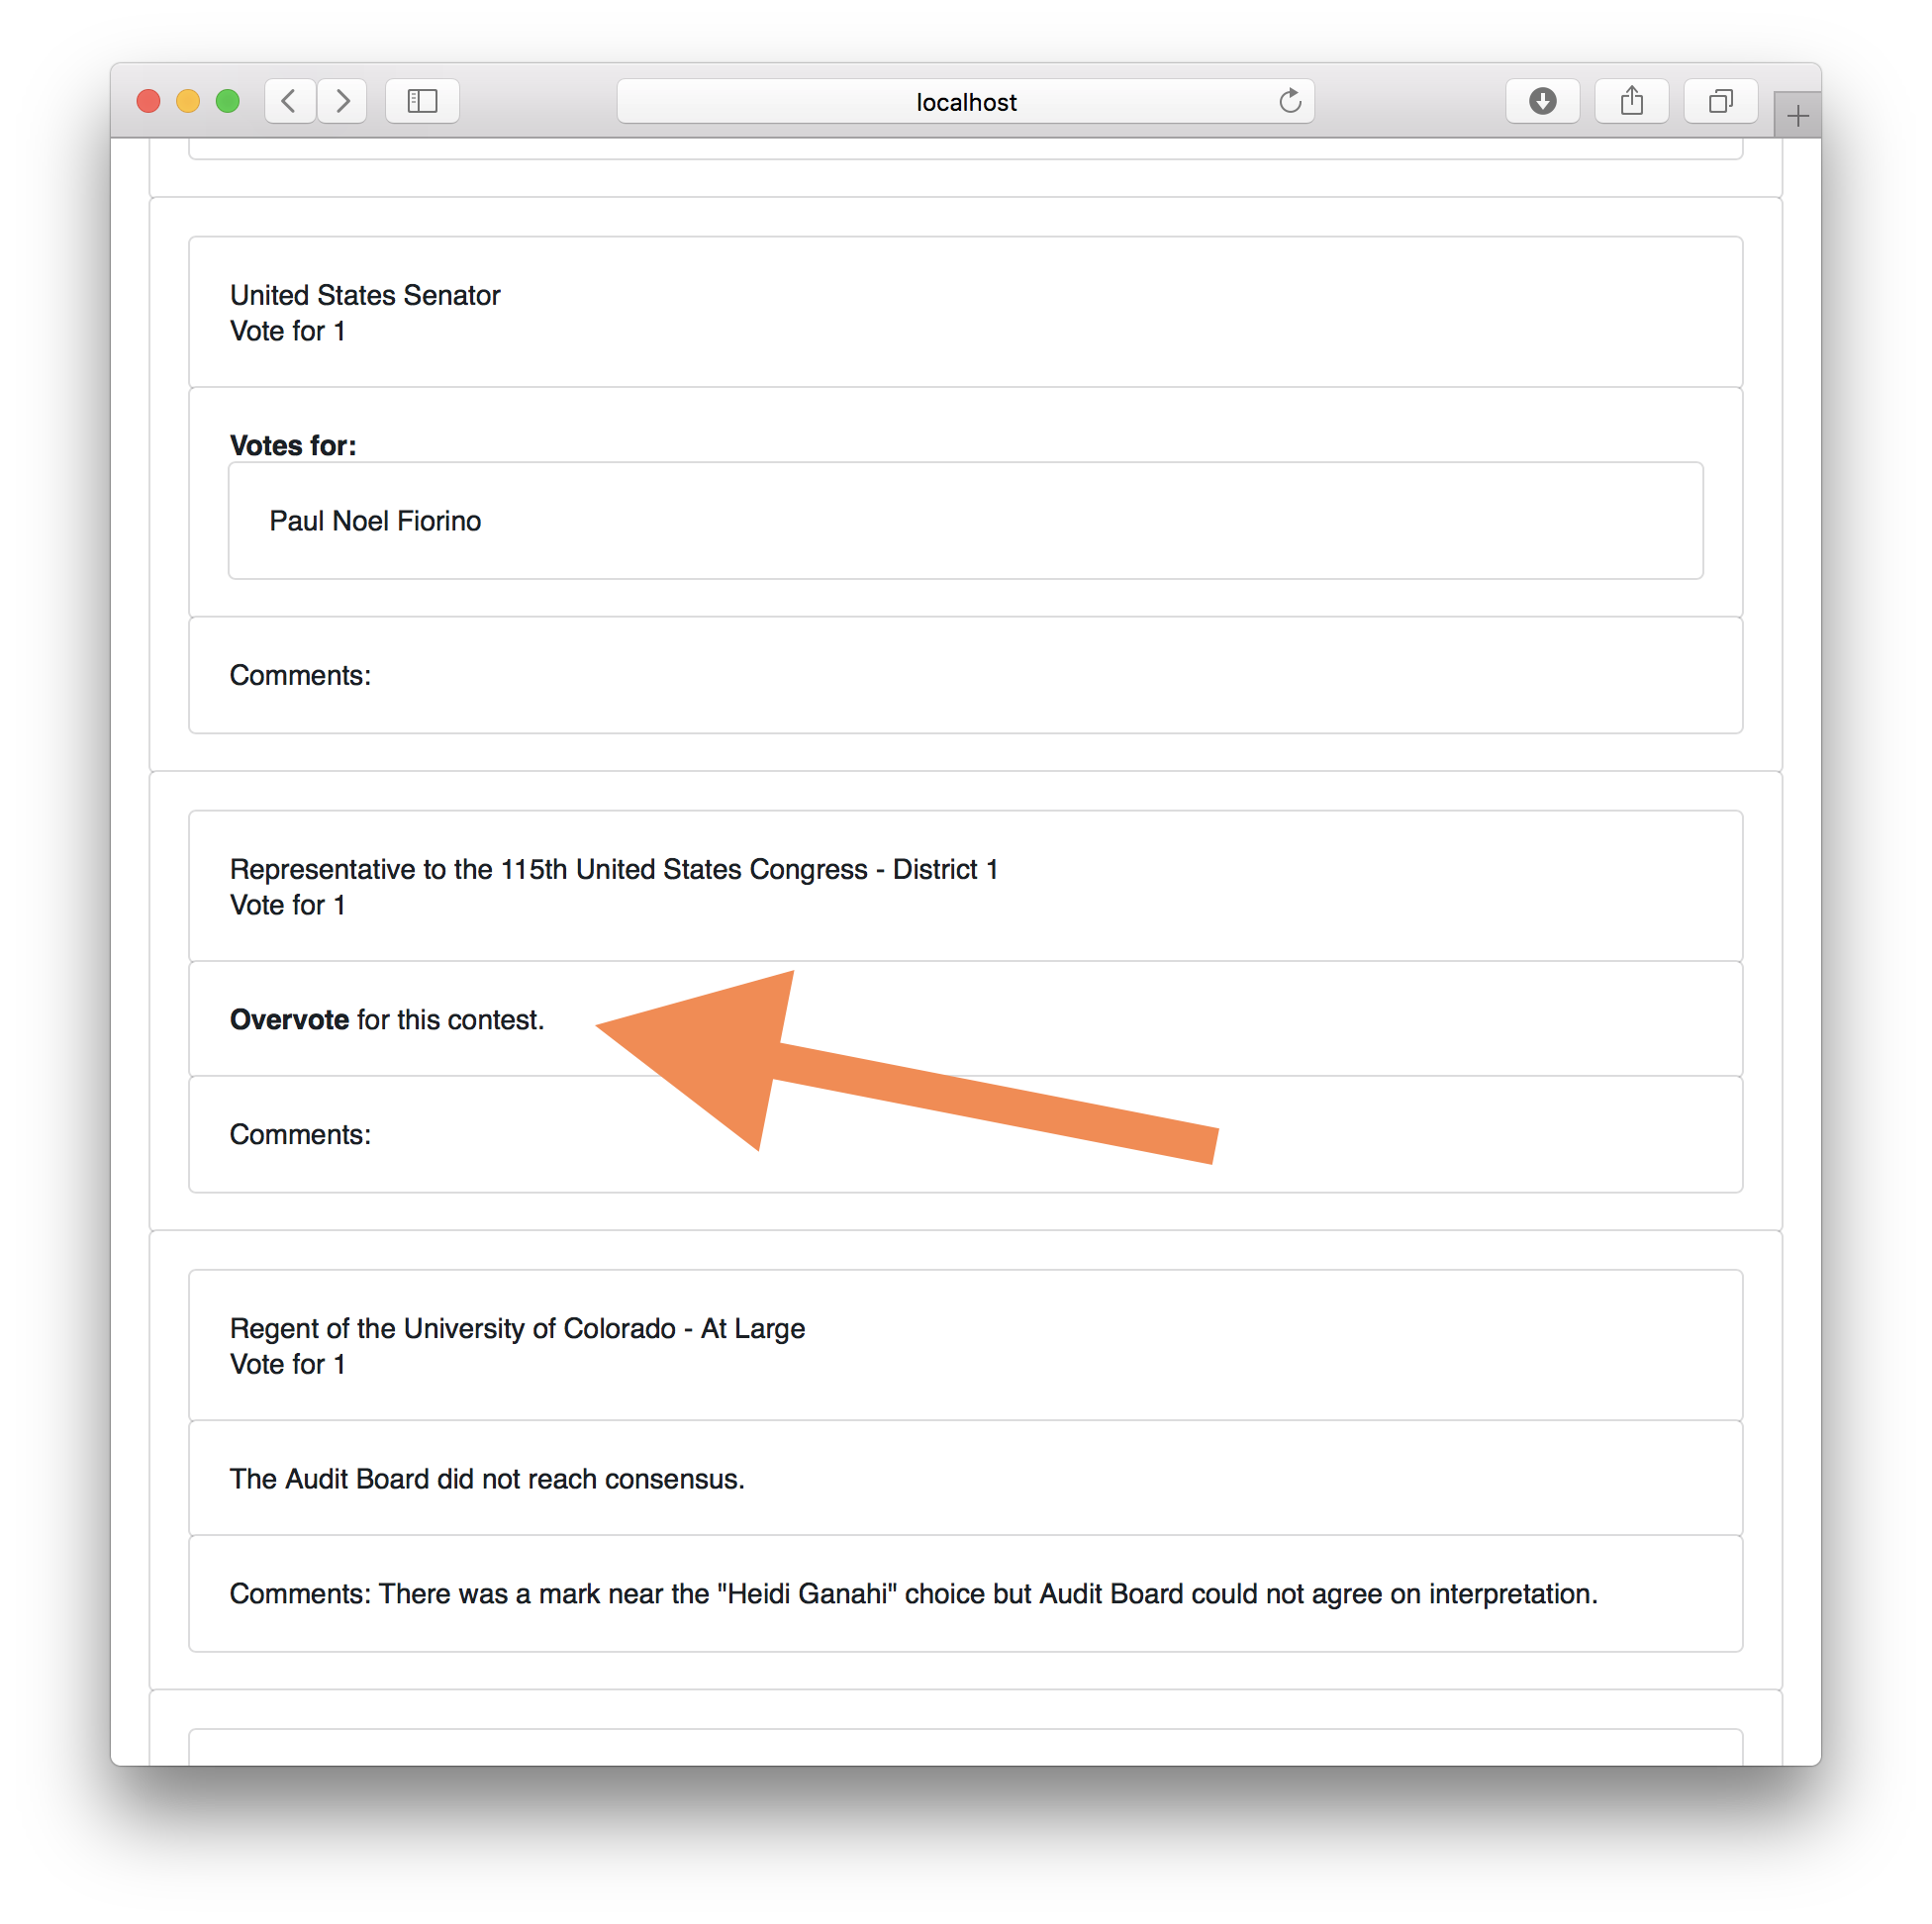 localhost
United States Senator
Vote for 1
Votes for:
Paul Noel Fiorino
Comments:
Representative to the 115th United States Congress - District 1
Vote for 1
Overvote for this contest.
Comments:
Regent of the University of Colorado - At Large
Vote for 1
The Audit Board did not reach consensus.
Comments: There was a mark near the "Heidi Ganahi" choice but Audit Board could not agree on interpretation.